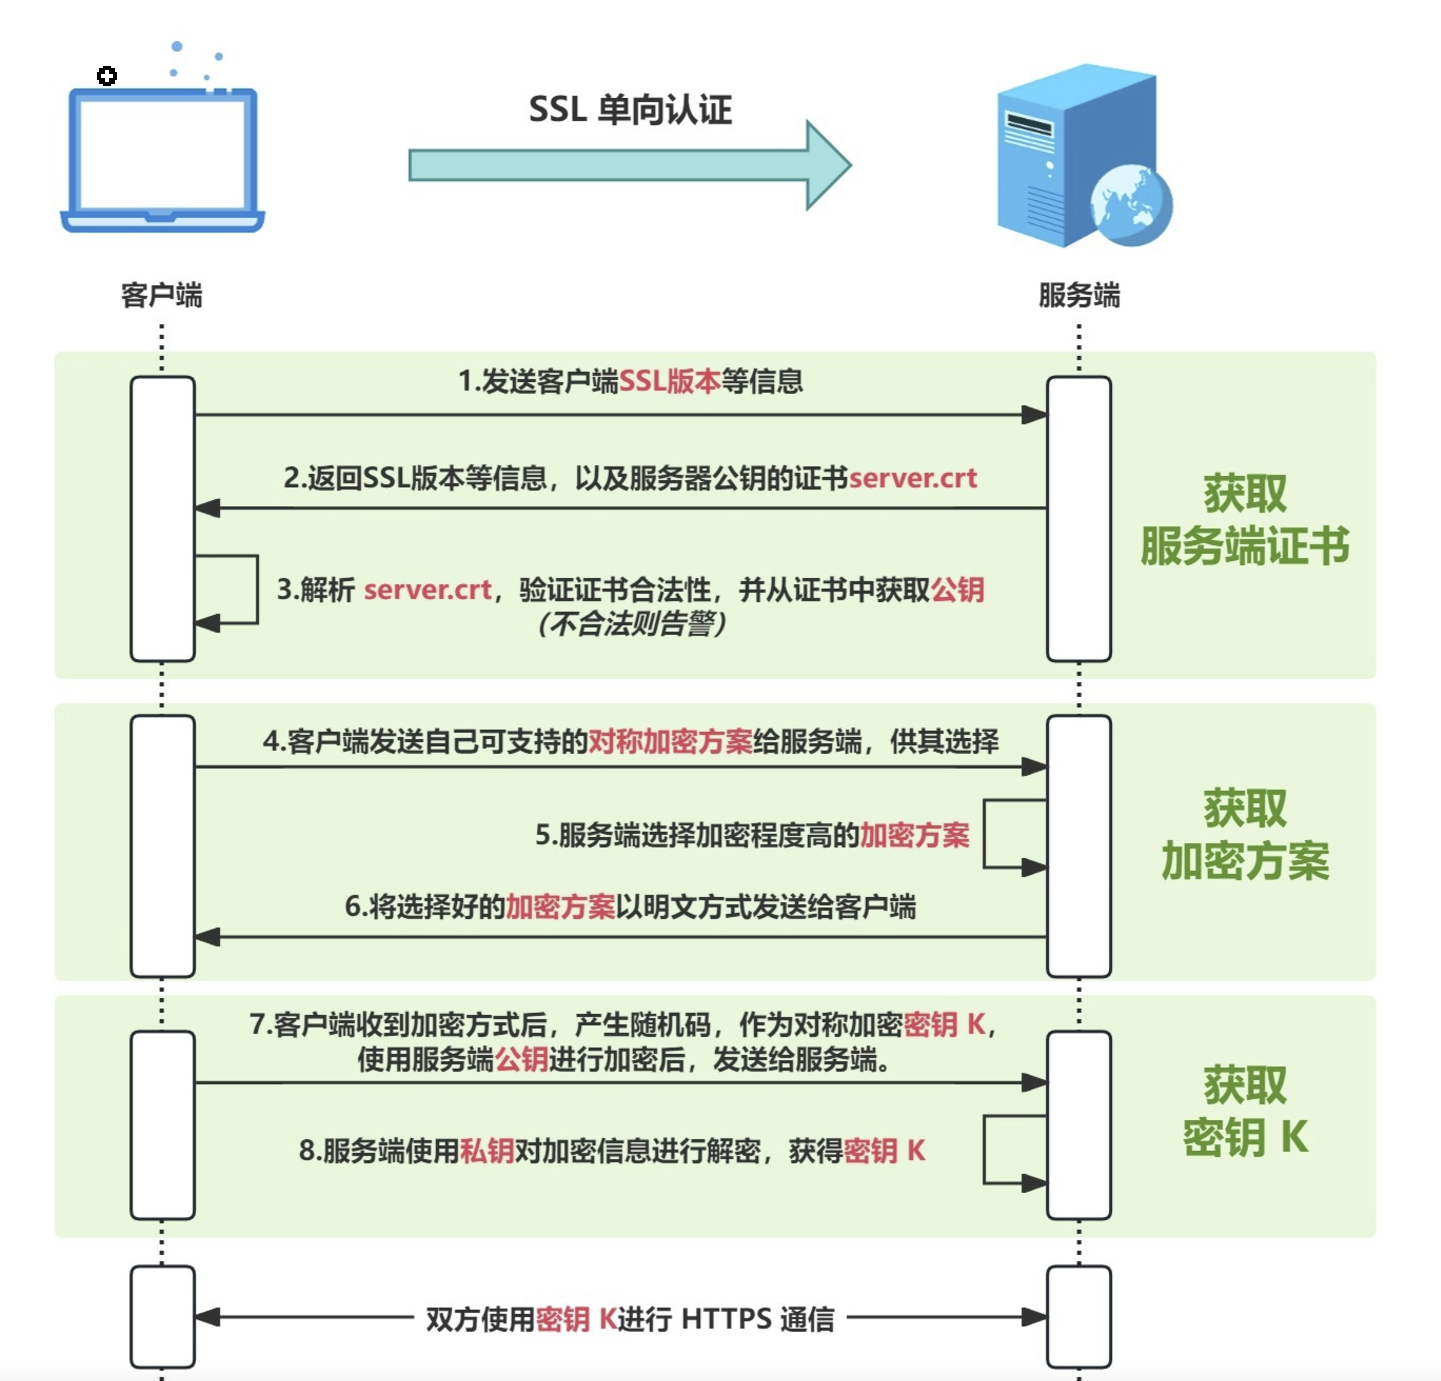 SSL 单向认证
客户端
服务端
1.发送客户端SSL版本等信息
2.返回SSL版本等信息，以及服务器公钥的证书server.crt
获取
服务端证书
3.解析 server.crt，验证证书合法性，并从证书中获取公钥
（不合法则告警）
4.客户端发送自己可支持的对称加密方案给服务端，供其选择
5.服务端选择加密程度高的加密方案
获取
加密方案
6.将选择好的加密方案以明文方式发送给客户端
7.客户端收到加密方式后，产生随机码，作为对称加密密钥 K，
使用服务端公钥进行加密后，发送给服务端。
获取
密钥 K
8.服务端使用私钥对加密信息进行解密，获得密钥 K
双方使用密钥 K进行 HTTPS 通信